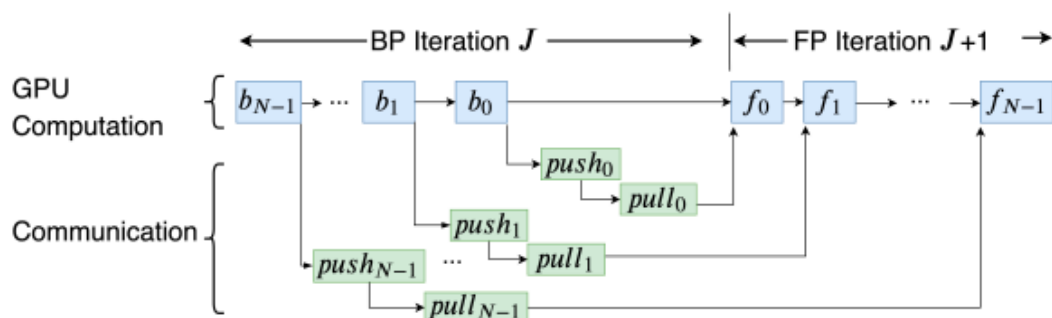 BP Iteration J FP Iteration J+1
GPU
Computation
b_{N-1} ... b_1 b_0 f_0 f_1 ... f_{N-1}
push_0
pull_0
Communication
push_1
push_{N-1} ... pull_1
pull_{N-1}